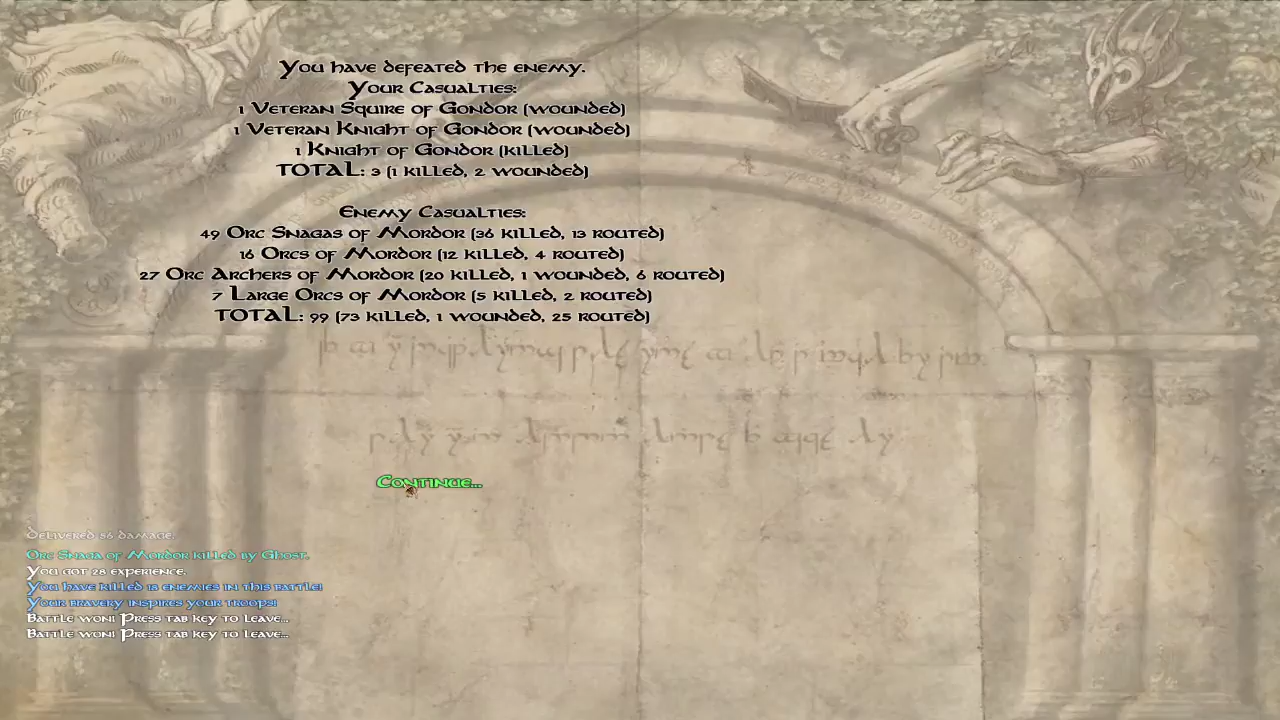 You have defeated the enemy.
Your Casualties:
1 Veteran Squire of Gondor (wounded)
1 Veteran Knight of Gondor (wounded)
1 Knight of Gondor (killed)
TOTAL: 3 (1 killed, 2 wounded)
Enemy Casualties:
49 Orc Snagas of Mordor (36 killed, 13 routed)
16 Orcs of Mordor (12 killed, 4 routed)
27 Orc Archers of Mordor (20 killed, 1 wounded, 6 routed)
7 Large Orcs of Mordor (5 killed, 2 routed)
TOTAL: 99 (73 killed, 1 wounded, 25 routed)
Continue...
Delivered 86 damage.
Orc Snaga of Mordor killed by Ghost.
You got 28 experience.
You have killed 18 enemies in this battle!
Your bravery inspires your troops!
Battle won! Press tab key to leave...
Battle won! Press tab key to leave...